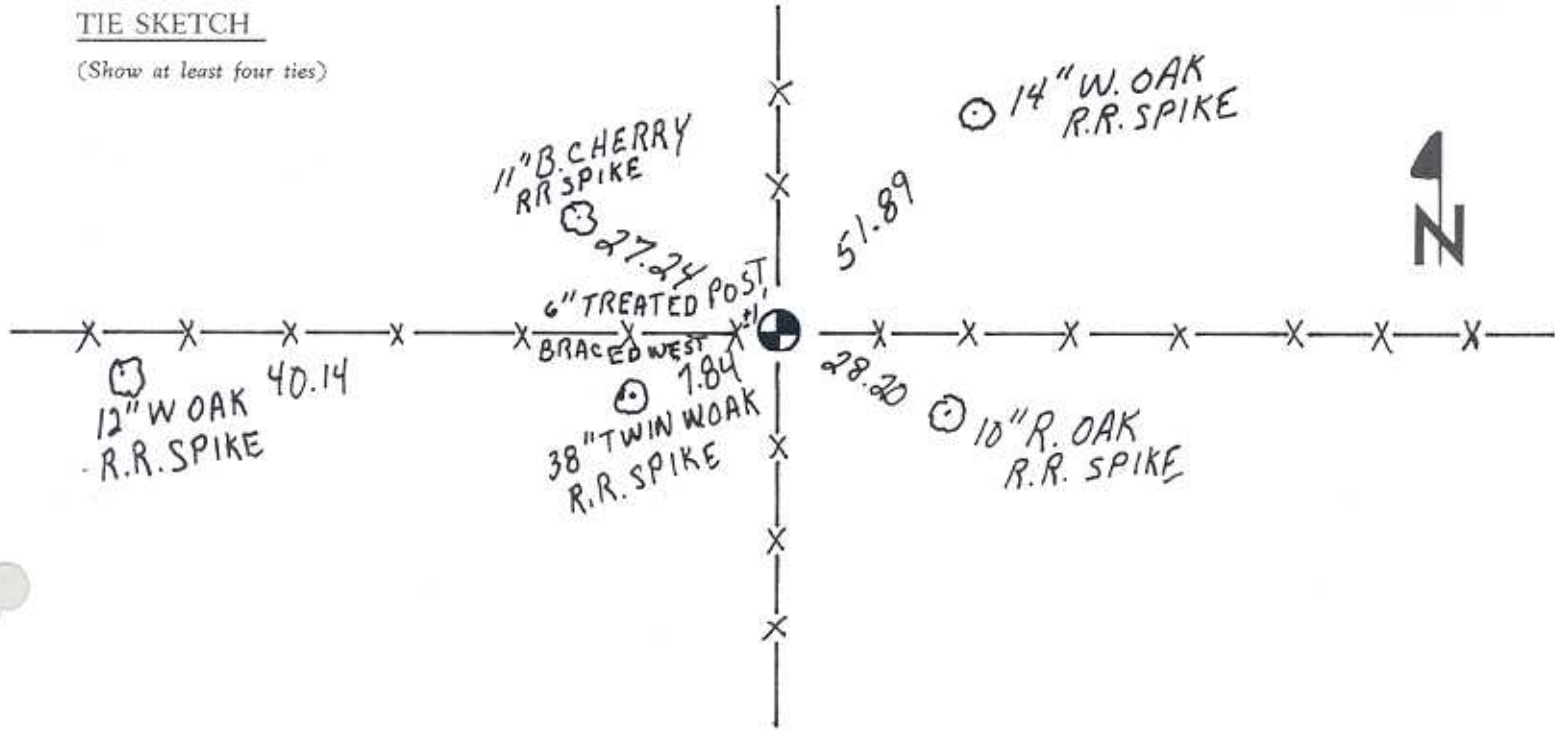 TIE SKETCH
(Show at least four ties)
14" W. OAK
R.R. SPIKE
11" B. CHERRY
RR SPIKE
27.24
51.89
N
6" TREATED POST,
±1'
BRACED WEST
40.14
12" W OAK
R.R. SPIKE
7.84
38" TWIN W OAK
R.R. SPIKE
28.20
10" R. OAK
R.R. SPIKE